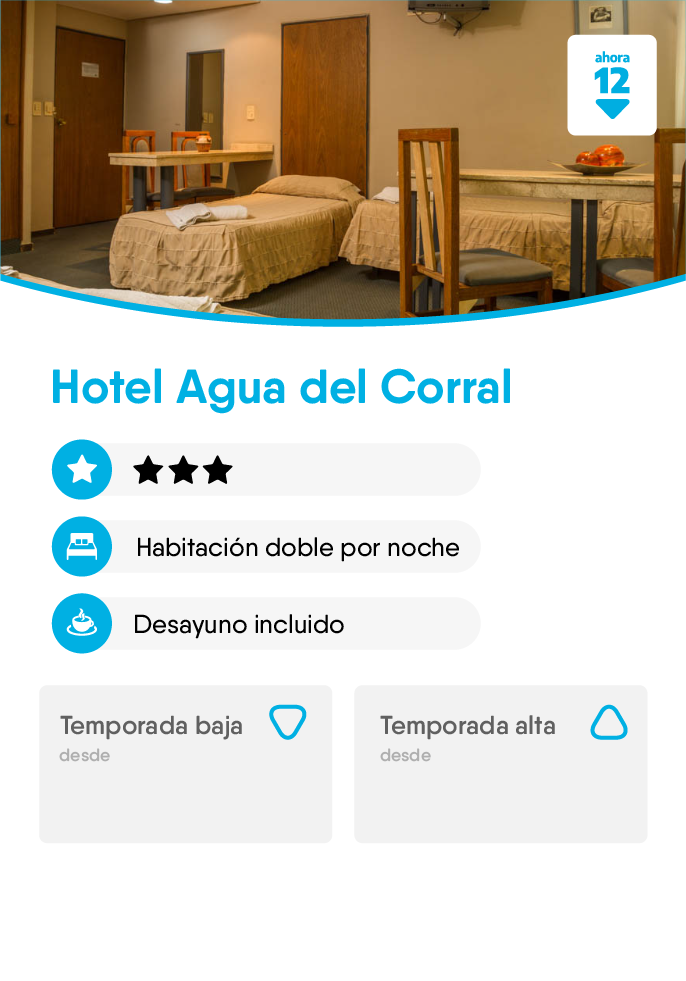 ahora
12
Hotel Agua del Corral
Habitación doble por noche
Desayuno incluido
Temporada baja
desde
Temporada alta
desde